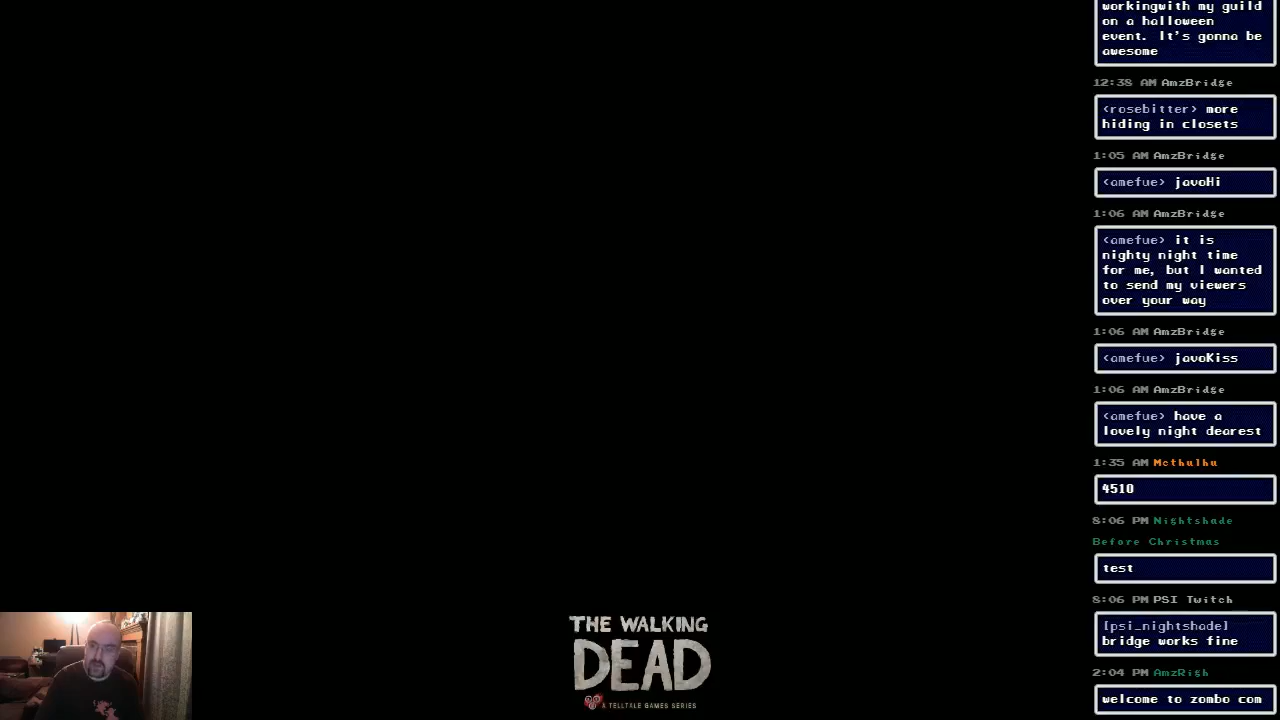 workingwith my guild
on a halloween
event. It's gonna be
awesome
12:38 AM AmzBridge
<rosebitter> more
hiding in closets
1:05 AM AmzBridge
<amefue> javoHi
1:06 AM AmzBridge
<amefue> it is
nighty night time
for me, but I wanted
to send my viewers
over your way
1:06 AM AmzBridge
<amefue> javoKiss
1:06 AM AmzBridge
<amefue> have a
lovely night dearest
1:35 AM Mcthulhu
4510
8:06 PM Nightshade
Before Christmas
test
8:06 PM PSI Twitch
[psi_nightshade]
bridge works fine
2:04 PM AmzRigh
welcome to zombo com
THE WALKING
DEAD
A TELLTALE GAMES SERIES